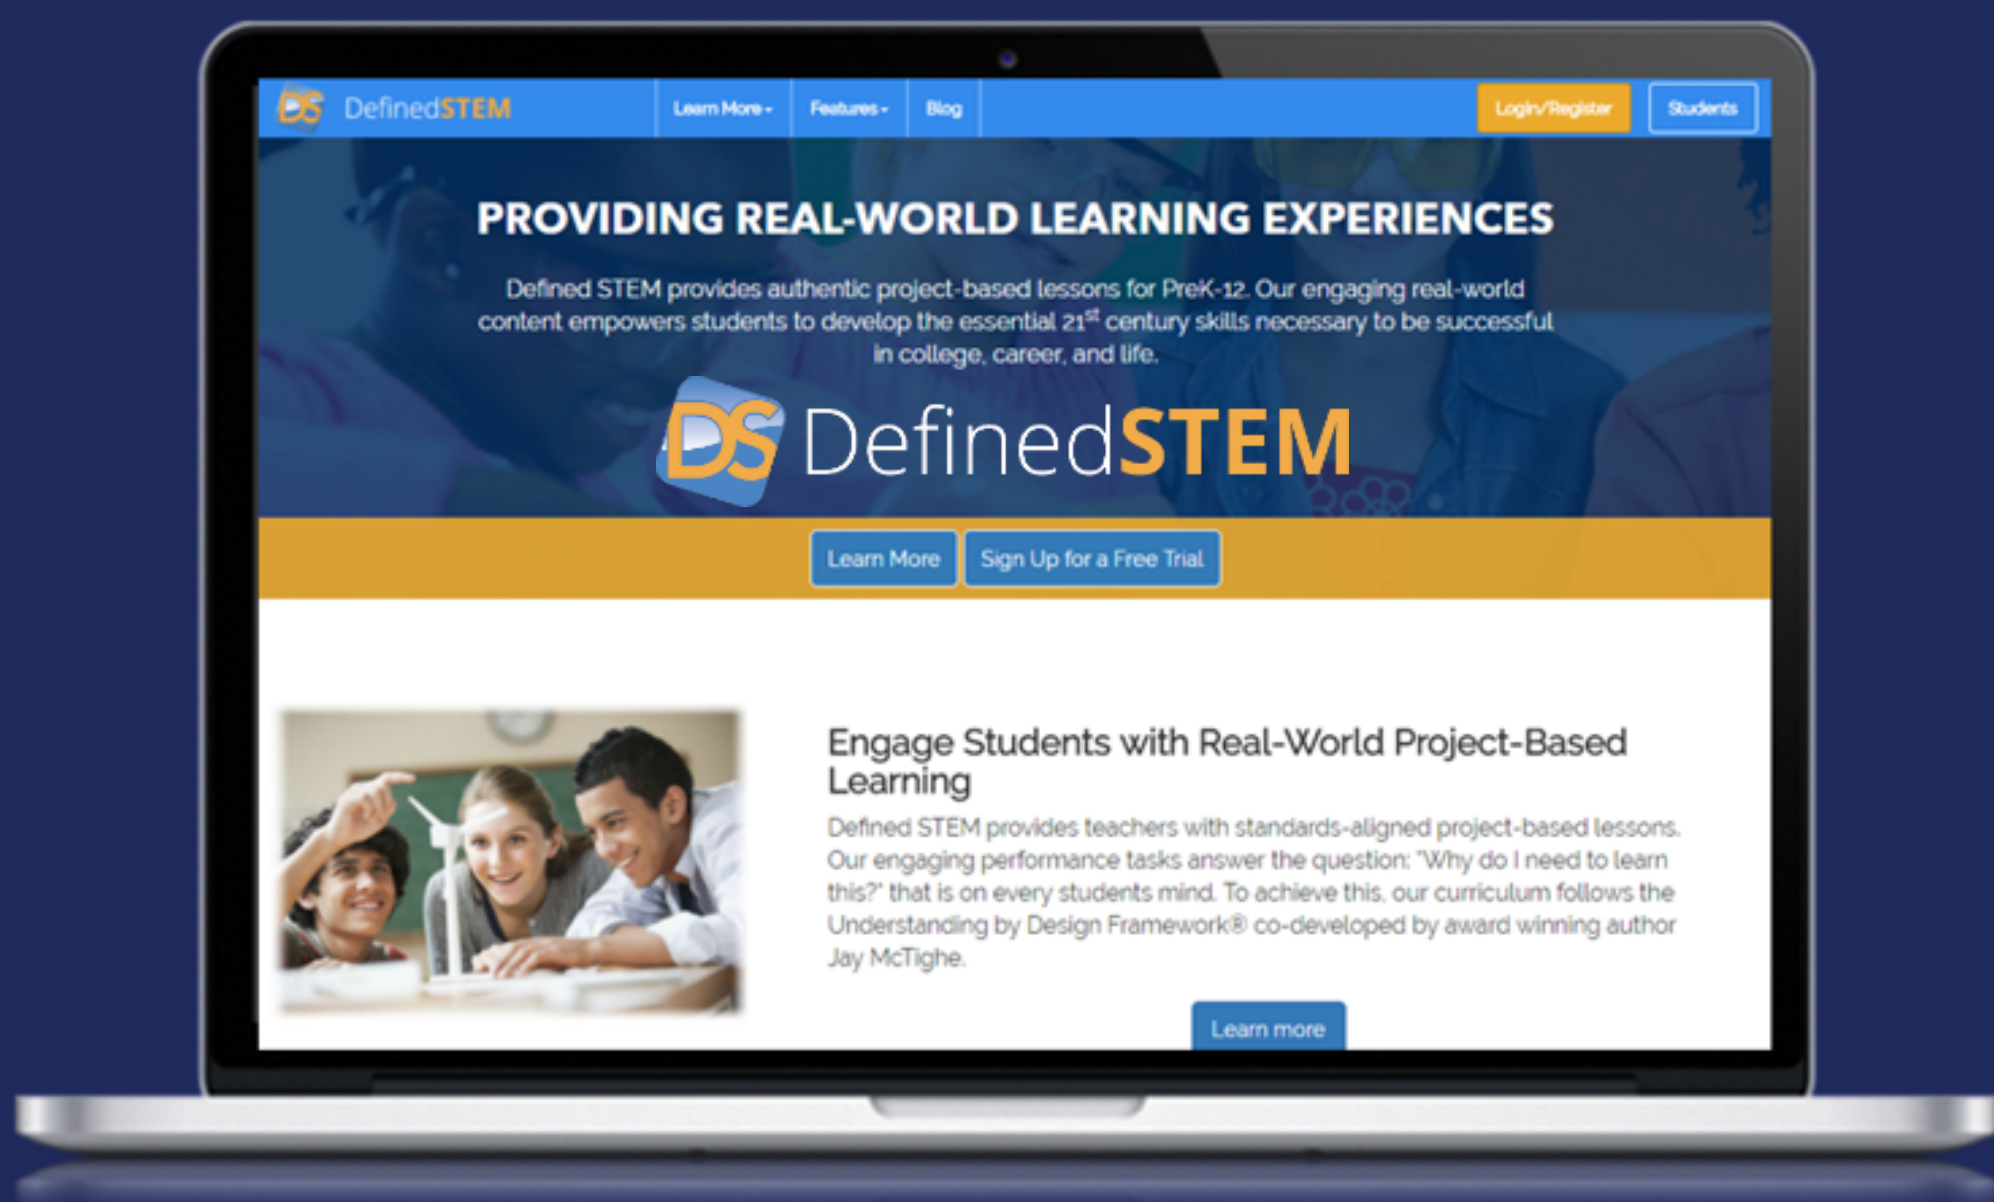 DS DefinedSTEM
Learn More
Features
Blog
Login/Register
Students
PROVIDING REAL-WORLD LEARNING EXPERIENCES
Defined STEM provides authentic project-based lessons for PreK-12. Our engaging real-world
content empowers students to develop the essential 21st century skills necessary to be successful
in college, career, and life.
DS DefinedSTEM
Learn More
Sign Up for a Free Trial
Engage Students with Real-World Project-Based
Learning
Defined STEM provides teachers with standards-aligned project-based lessons.
Our engaging performance tasks answer the question: "Why do I need to learn
this?" that is on every students mind. To achieve this, our curriculum follows the
Understanding by Design Framework® co-developed by award winning author
Jay McTighe.
Learn more